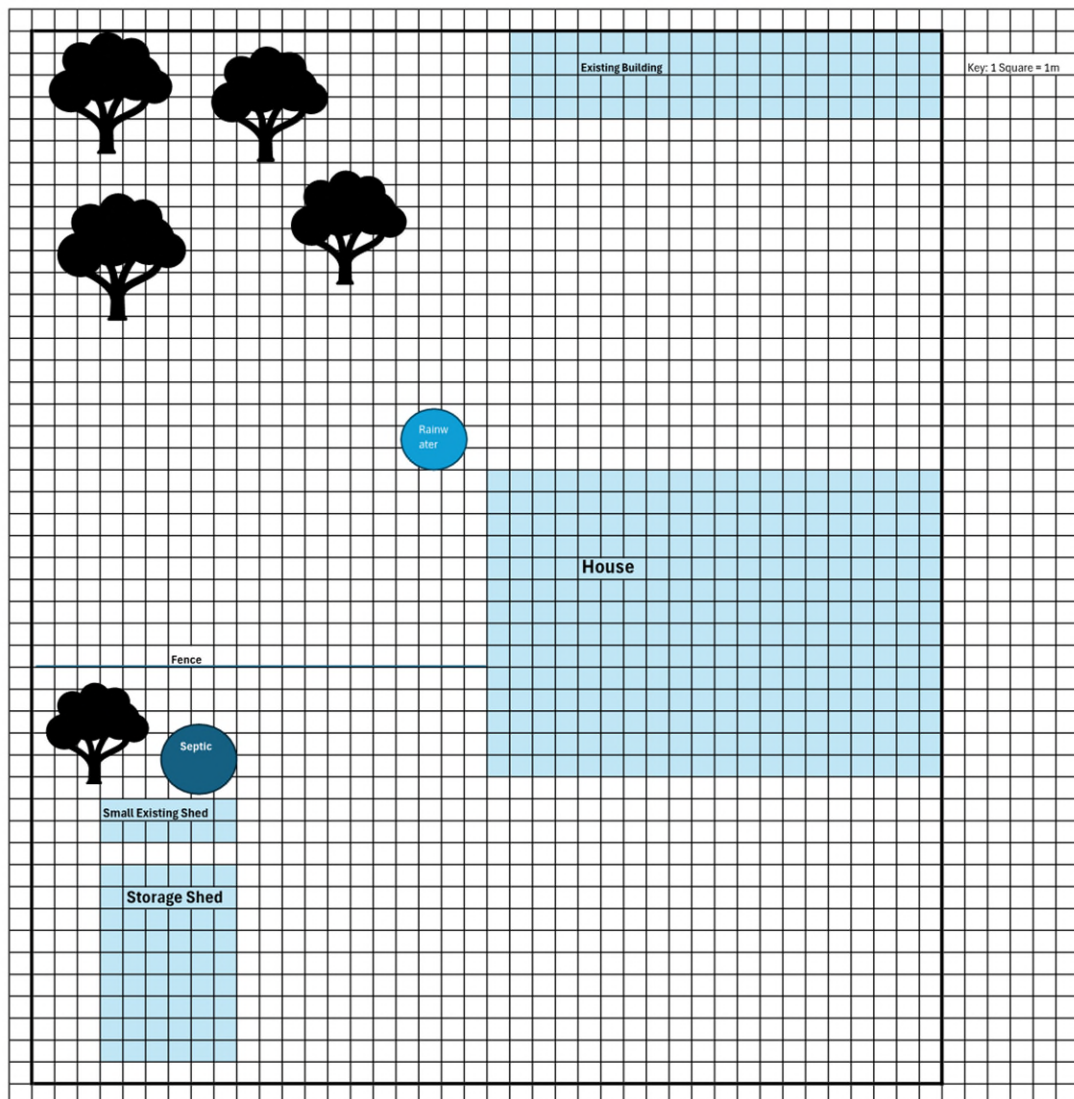 Existing Building
Key: 1 Square = 1m
Rainw
ater
House
Fence
Septic
Small Existing Shed
Storage Shed